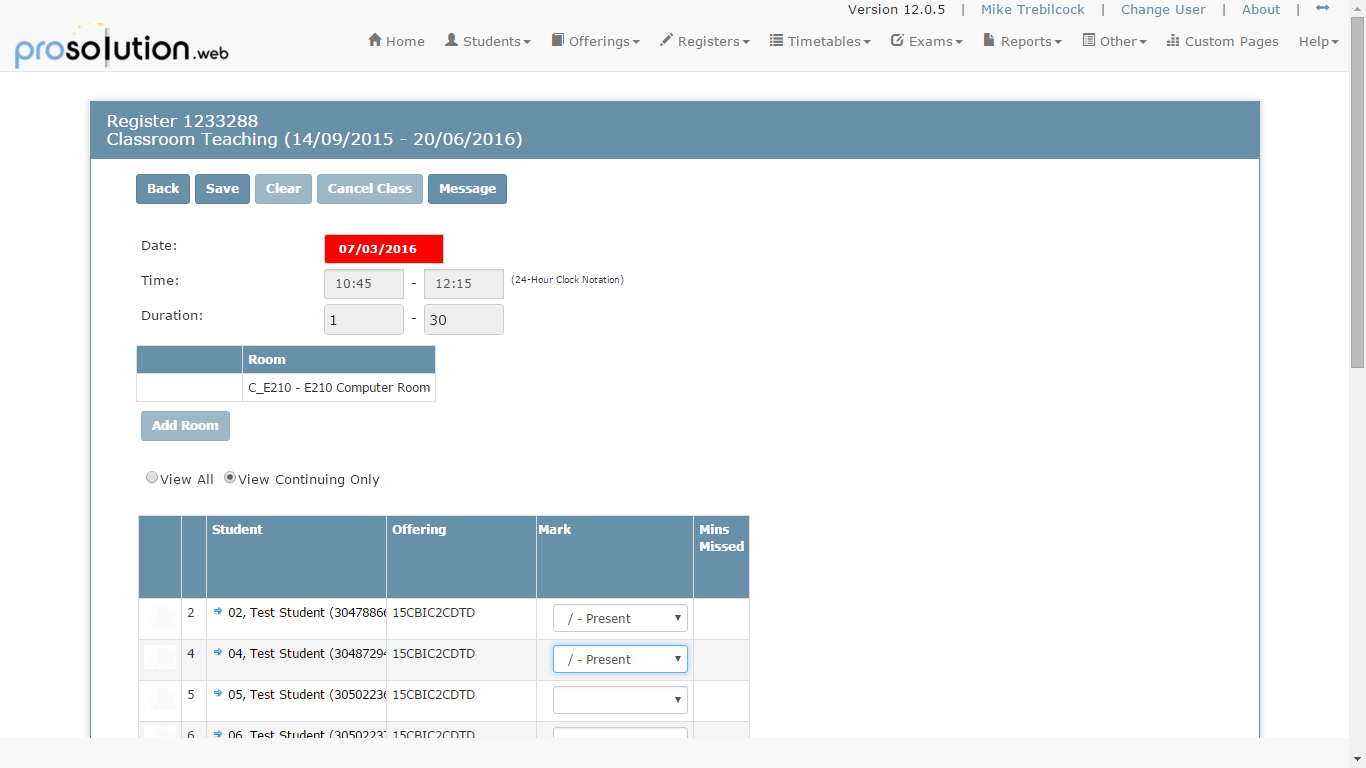 Version 12.0.5 | Mike Trebilcock | Change User | About |
prosolution.web
Home Students Offerings Registers Timetables Exams Reports Other Custom Pages Help
Register 1233288
Classroom Teaching (14/09/2015 - 20/06/2016)
Back Save Clear Cancel Class Message
Date: 07/03/2016
Time: 10:45 - 12:15 (24-Hour Clock Notation)
Duration: 1 - 30
Room
C_E210 - E210 Computer Room
Add Room
View All View Continuing Only
Student Offering Mark Mins
Missed
2 02, Test Student (3047886 15CBIC2CDTD / - Present
4 04, Test Student (3048729 15CBIC2CDTD / - Present
5 05, Test Student (3050223 15CBIC2CDTD
6 06, Test Student (3050223 15CBIC2CDTD